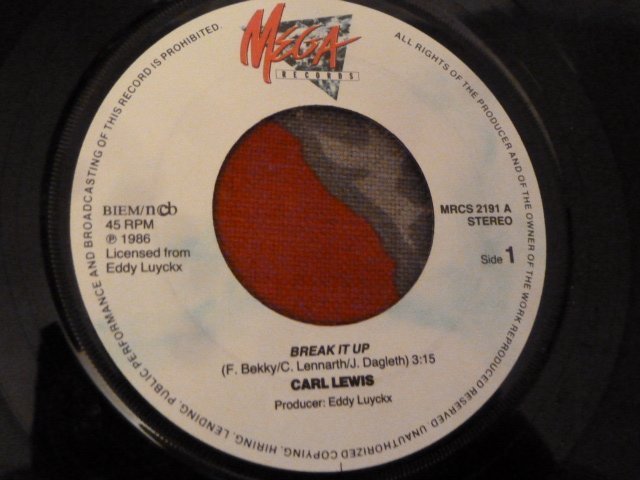 MEGA
RECORDS
ALL RIGHTS OF THE PRODUCER AND OF THE OWNER OF THE WORK REPRODUCED RESERVED. UNAUTHORIZED COPYING, HIRING, LENDING, PUBLIC PERFORMANCE AND BROADCASTING OF THIS RECORD IS PROHIBITED.
BIEM/ncb
45 RPM
℗ 1986
Licensed from
Eddy Luyckx
MRCS 2191 A
STEREO
Side 1
BREAK IT UP
(F. Bekky/C. Lennarth/J. Dagleth) 3:15
CARL LEWIS
Producer: Eddy Luyckx